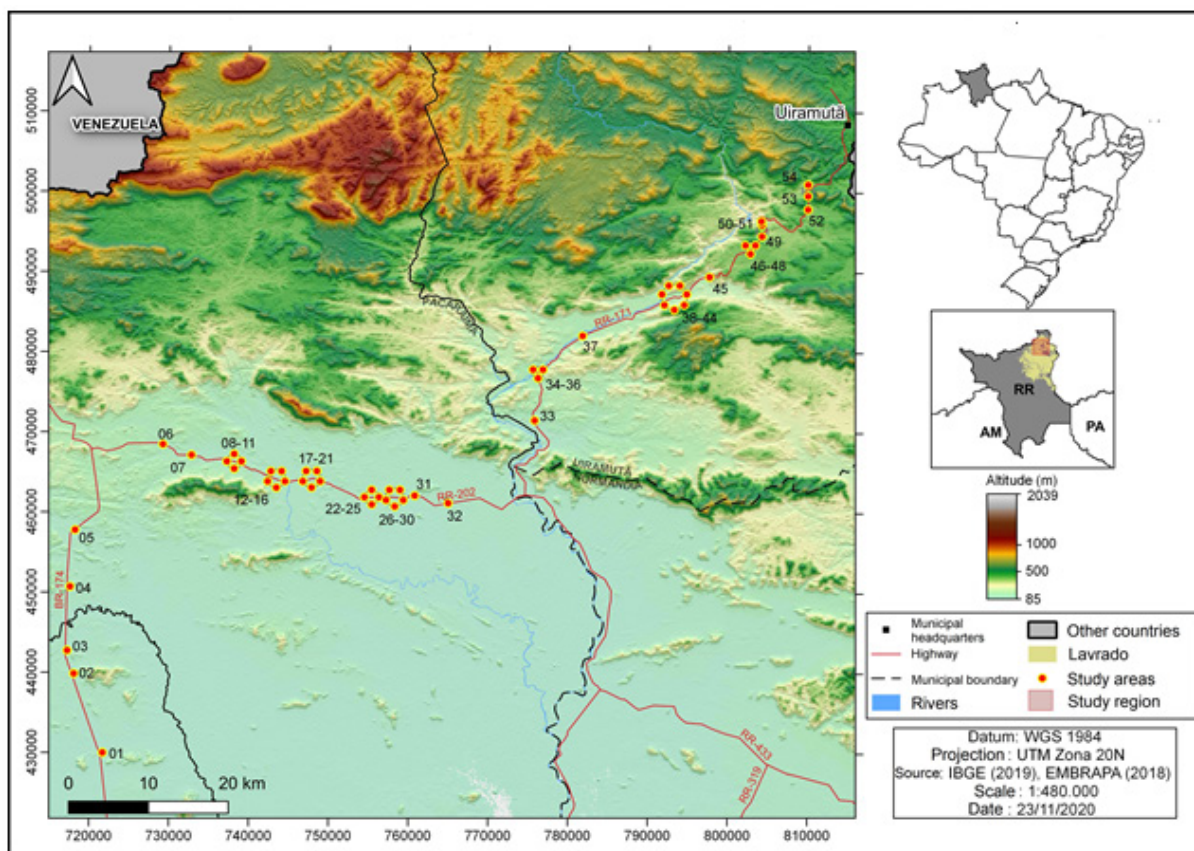 VENEZUELA
Uiramutã
54
53
52
50-51
49
46-48
45
38-44
RR-171
PACARAIMA
37
34-36
33
06
08-11
07
17-21
12-16
31
RR-202
22-25
32
26-30
UIRAMUTÃ
NORMANDIA
05
BR-174
04
03
02
01
RR-433
RR-319
0 10 20 km
510000
500000
490000
480000
470000
460000
450000
440000
430000
720000 730000 740000 750000 760000 770000 780000 790000 800000 810000
RR
AM
PA
Altitude (m)
2039
1000
500
85
Municipal
headquarters
Highway
Municipal boundary
Rivers
Other countries
Lavrado
Study areas
Study region
Datum: WGS 1984
Projection : UTM Zona 20N
Source: IBGE (2019), EMBRAPA (2018)
Scale : 1:480.000
Date : 23/11/2020